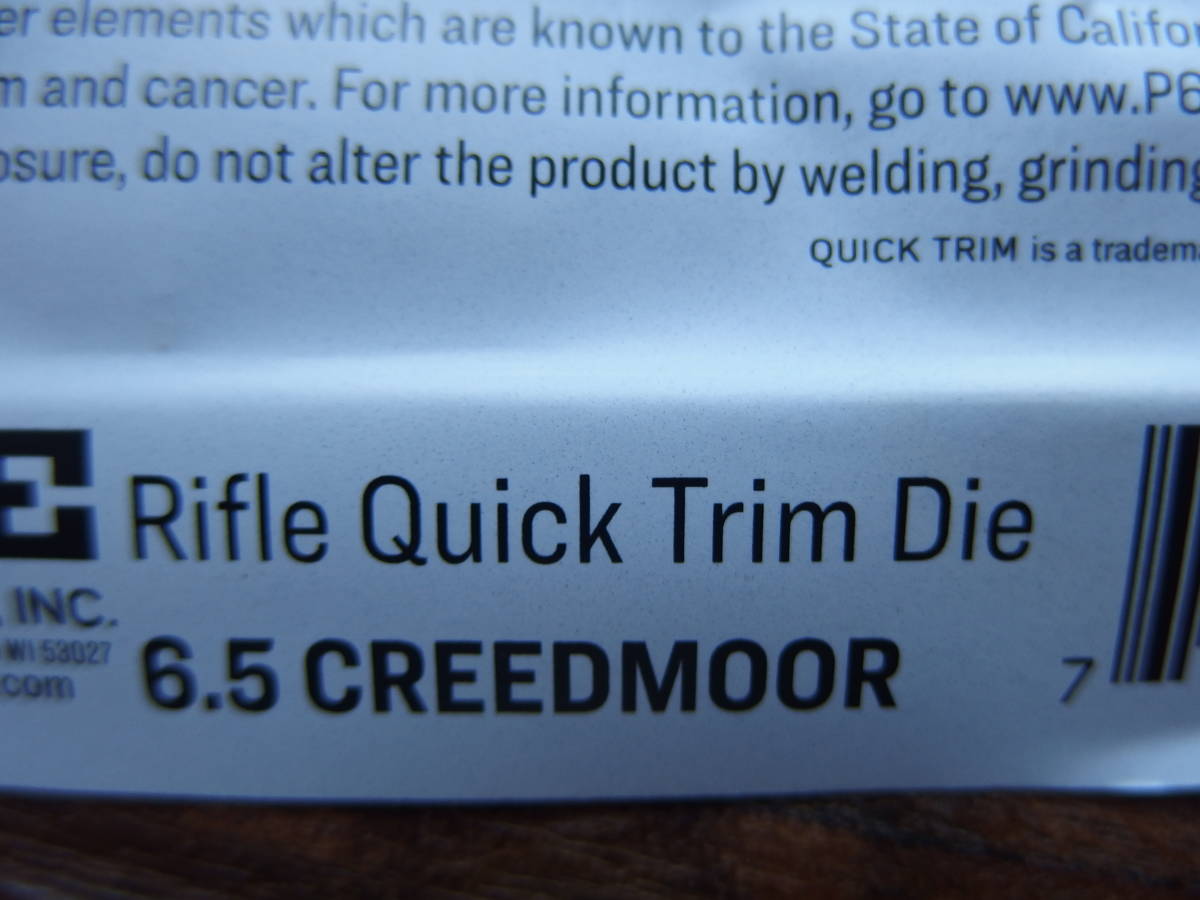 er elements which are known to the State of Califo
m and cancer. For more information, go to www.P6
osure, do not alter the product by welding, grinding
QUICK TRIM is a tradema
E Rifle Quick Trim Die
. INC.
WI 53027
.com
6.5 CREEDMOOR
7